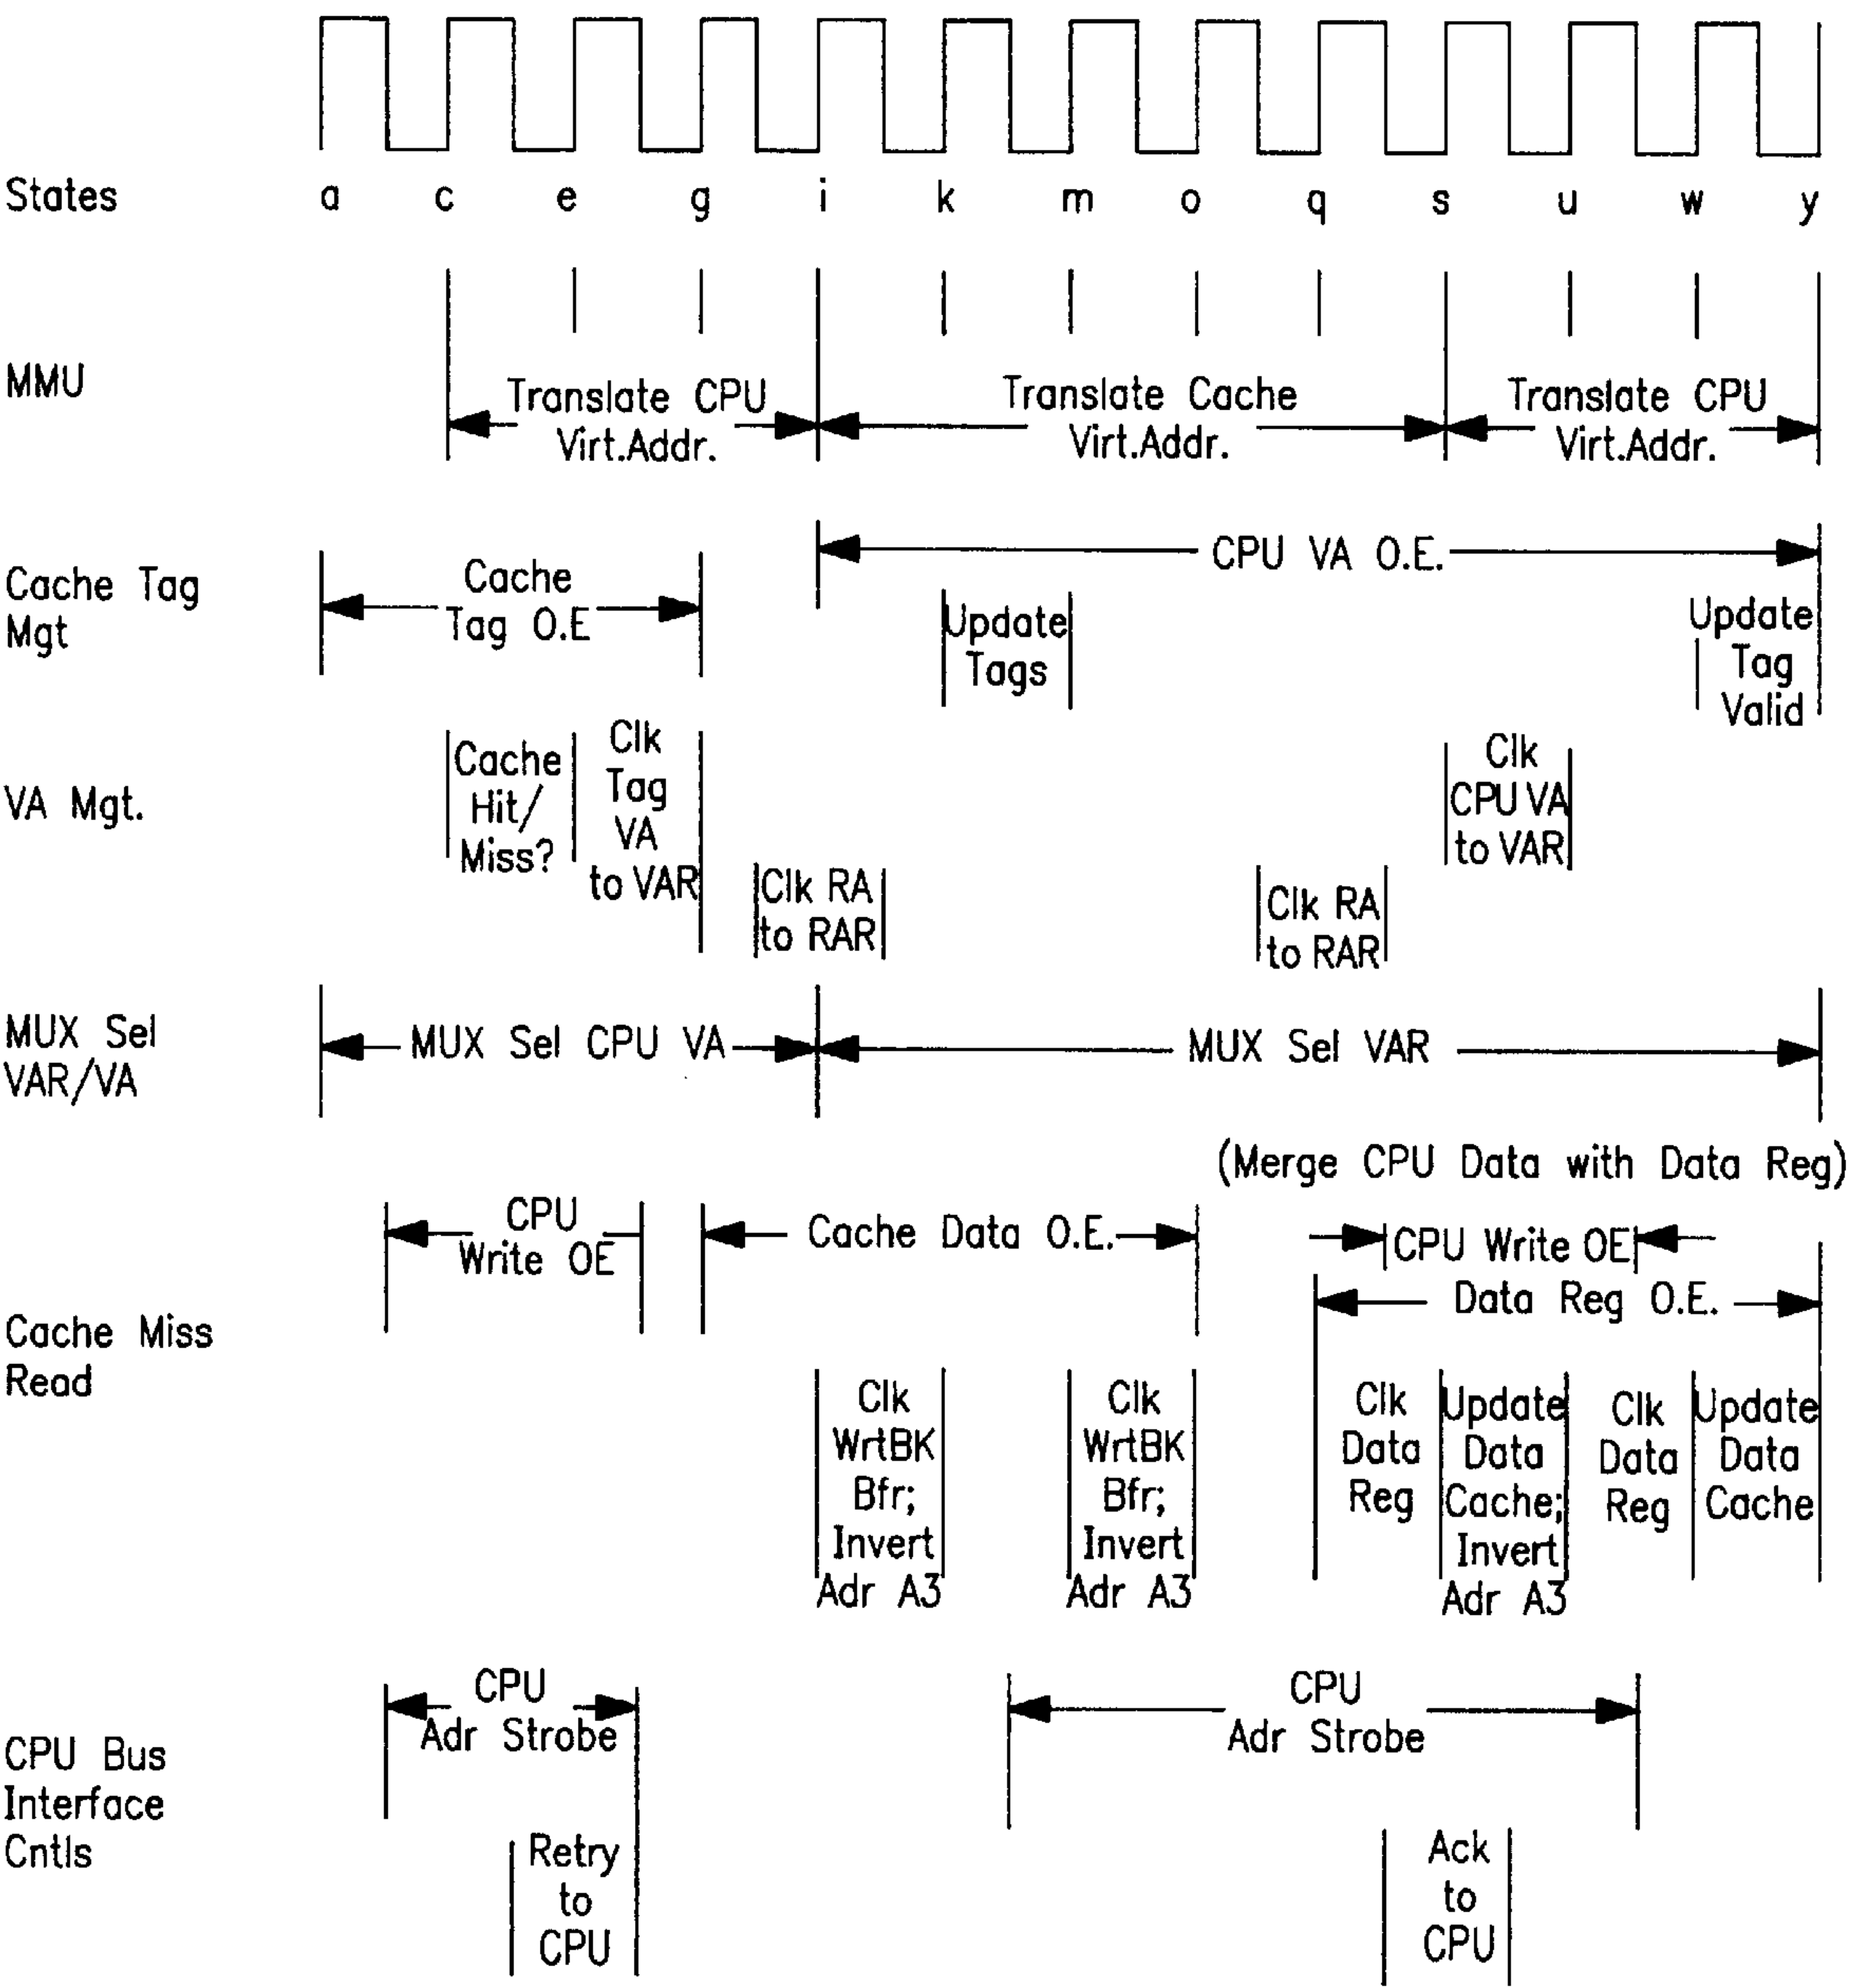 States a c e g i k m o q s u w y
MMU
Translate CPU
Virt.Addr.
Translate Cache
Virt.Addr.
Translate CPU
Virt.Addr.
Cache Tag
Mgt
Cache
Tag O.E
CPU VA O.E.
Update
Tags
Update
Tag
Valid
VA Mgt.
Cache
Hit/
Miss?
Clk
Tag
VA
to VAR
Clk RA
to RAR
Clk RA
to RAR
Clk
CPU VA
to VAR
MUX Sel
VAR/VA
MUX Sel CPU VA
MUX Sel VAR
(Merge CPU Data with Data Reg)
Cache Miss
Read
CPU
Write OE
Cache Data O.E.
CPU Write OE
Data Reg O.E.
Clk
WrtBK
Bfr;
Invert
Adr A3
Clk
WrtBK
Bfr;
Invert
Adr A3
Clk
Data
Reg
Update
Data
Cache;
Invert
Adr A3
Clk
Data
Reg
Update
Data
Cache
CPU Bus
Interface
Cntls
CPU
Adr Strobe
CPU
Adr Strobe
Retry
to
CPU
Ack
to
CPU